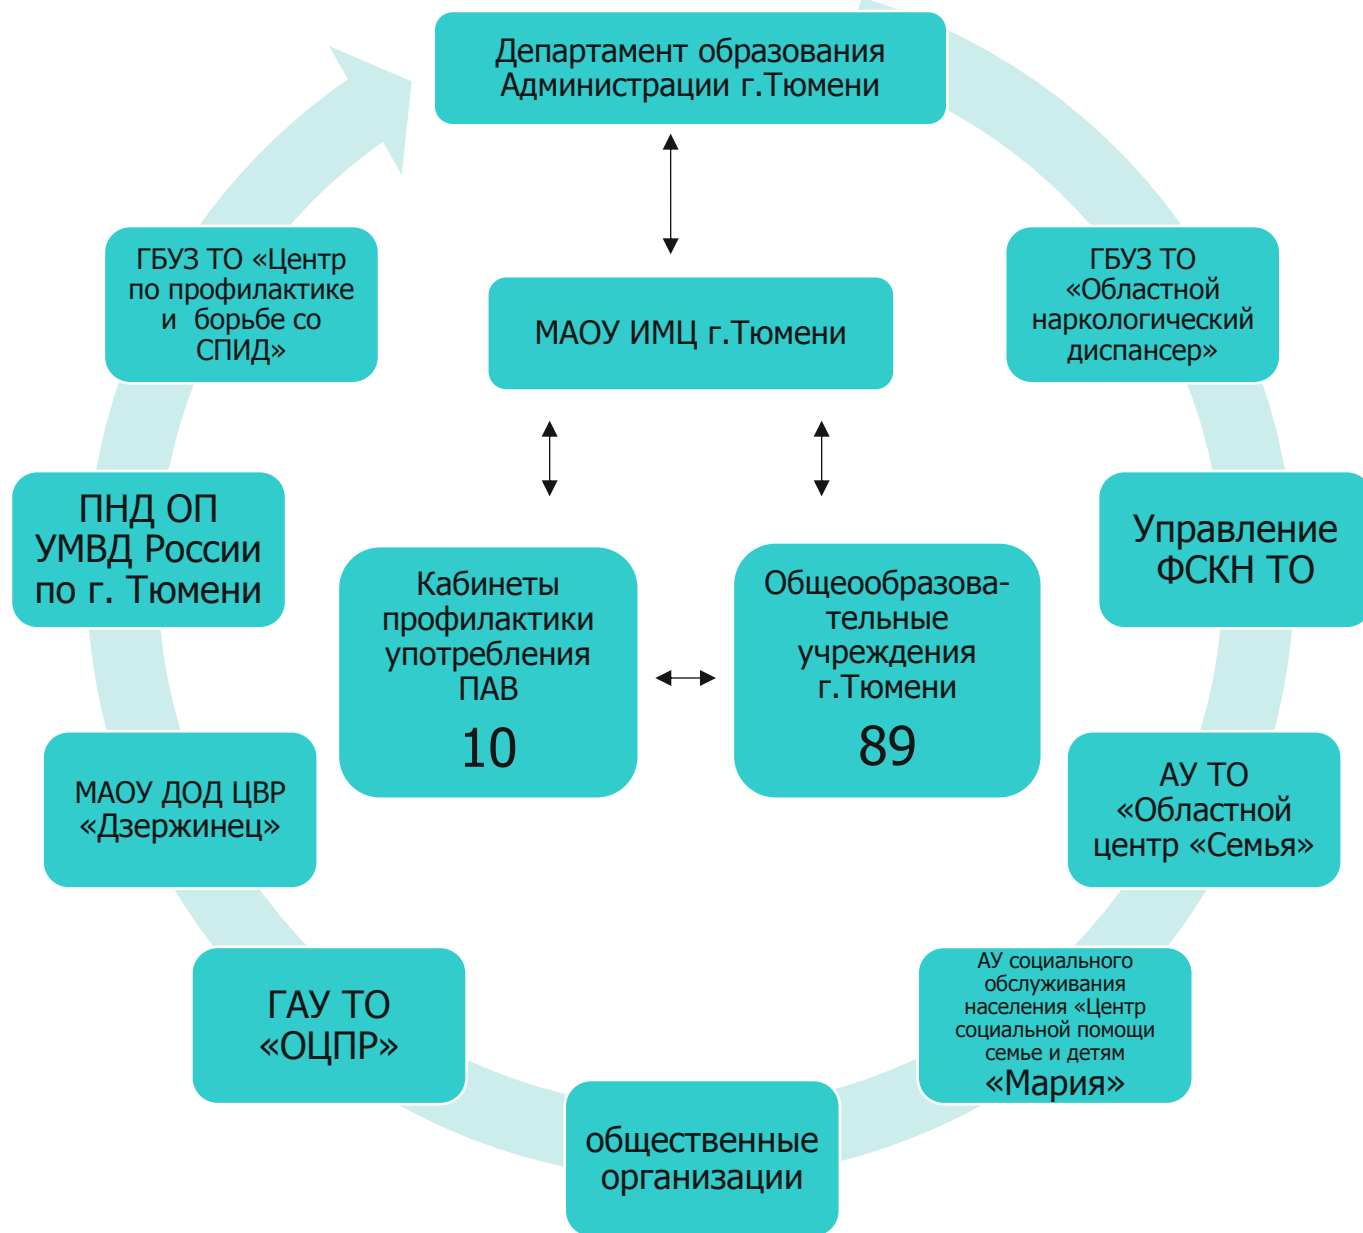 Департамент образования
Администрации г.Тюмени
ГБУЗ ТО «Центр
по профилактике
и борьбе со
СПИД»
МАОУ ИМЦ г.Тюмени
ГБУЗ ТО
«Областной
наркологический
диспансер»
ПНД ОП
УМВД России
по г. Тюмени
Кабинеты
профилактики
употребления
ПАВ
10
Общеообразова-
тельные
учреждения
г.Тюмени
89
Управление
ФСКН ТО
МАОУ ДОД ЦВР
«Дзержинец»
АУ ТО
«Областной
центр «Семья»
ГАУ ТО
«ОЦПР»
АУ социального
обслуживания
населения «Центр
социальной помощи
семье и детям
«Мария»
общественные
организации